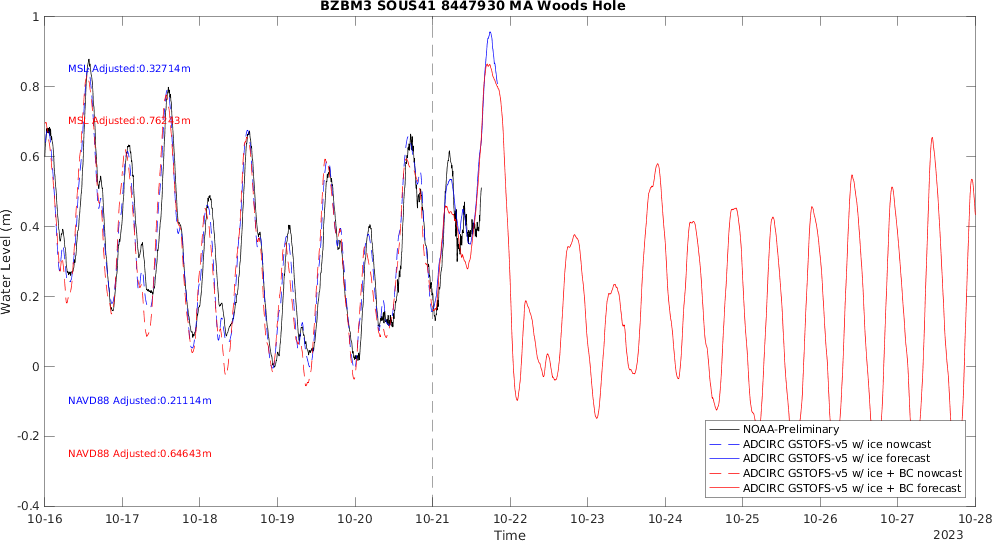 BZBM3 SOUS41 8447930 MA Woods Hole
1
0.8
0.6
0.4
0.2
0
-0.2
-0.4
Water Level (m)
MSL Adjusted:0.32714m
MSL Adjusted:0.76243m
NAVD88 Adjusted:0.21114m
NAVD88 Adjusted:0.64643m
NOAA-Preliminary
ADCIRC GSTOFS-v5 w/ ice nowcast
ADCIRC GSTOFS-v5 w/ ice forecast
ADCIRC GSTOFS-v5 w/ ice + BC nowcast
ADCIRC GSTOFS-v5 w/ ice + BC forecast
10-16 10-17 10-18 10-19 10-20 10-21 10-22 10-23 10-24 10-25 10-26 10-27 10-28
Time
2023